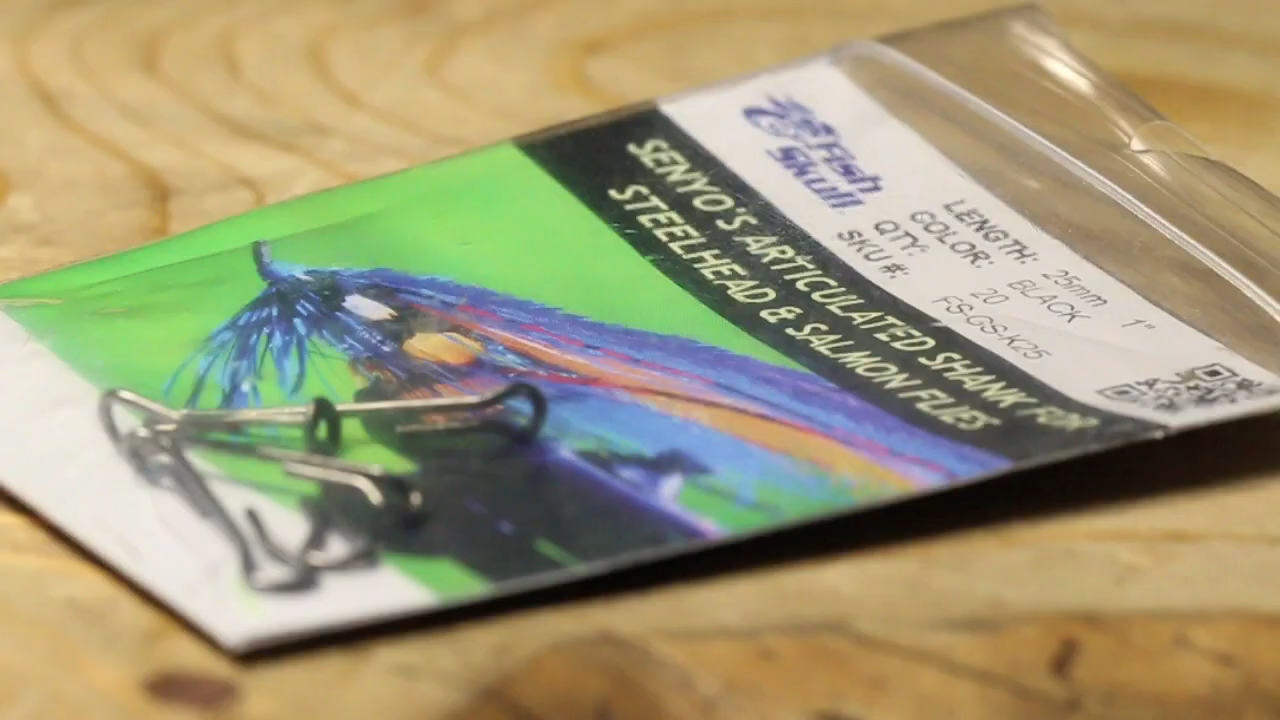 Fish
Skull
LENGTH: 25mm 1"
COLOR: BLACK
QTY: 20
SKU #: FS-GS-K25
SENYO'S ARTICULATED SHANK FOR
STEELHEAD & SALMON FLIES